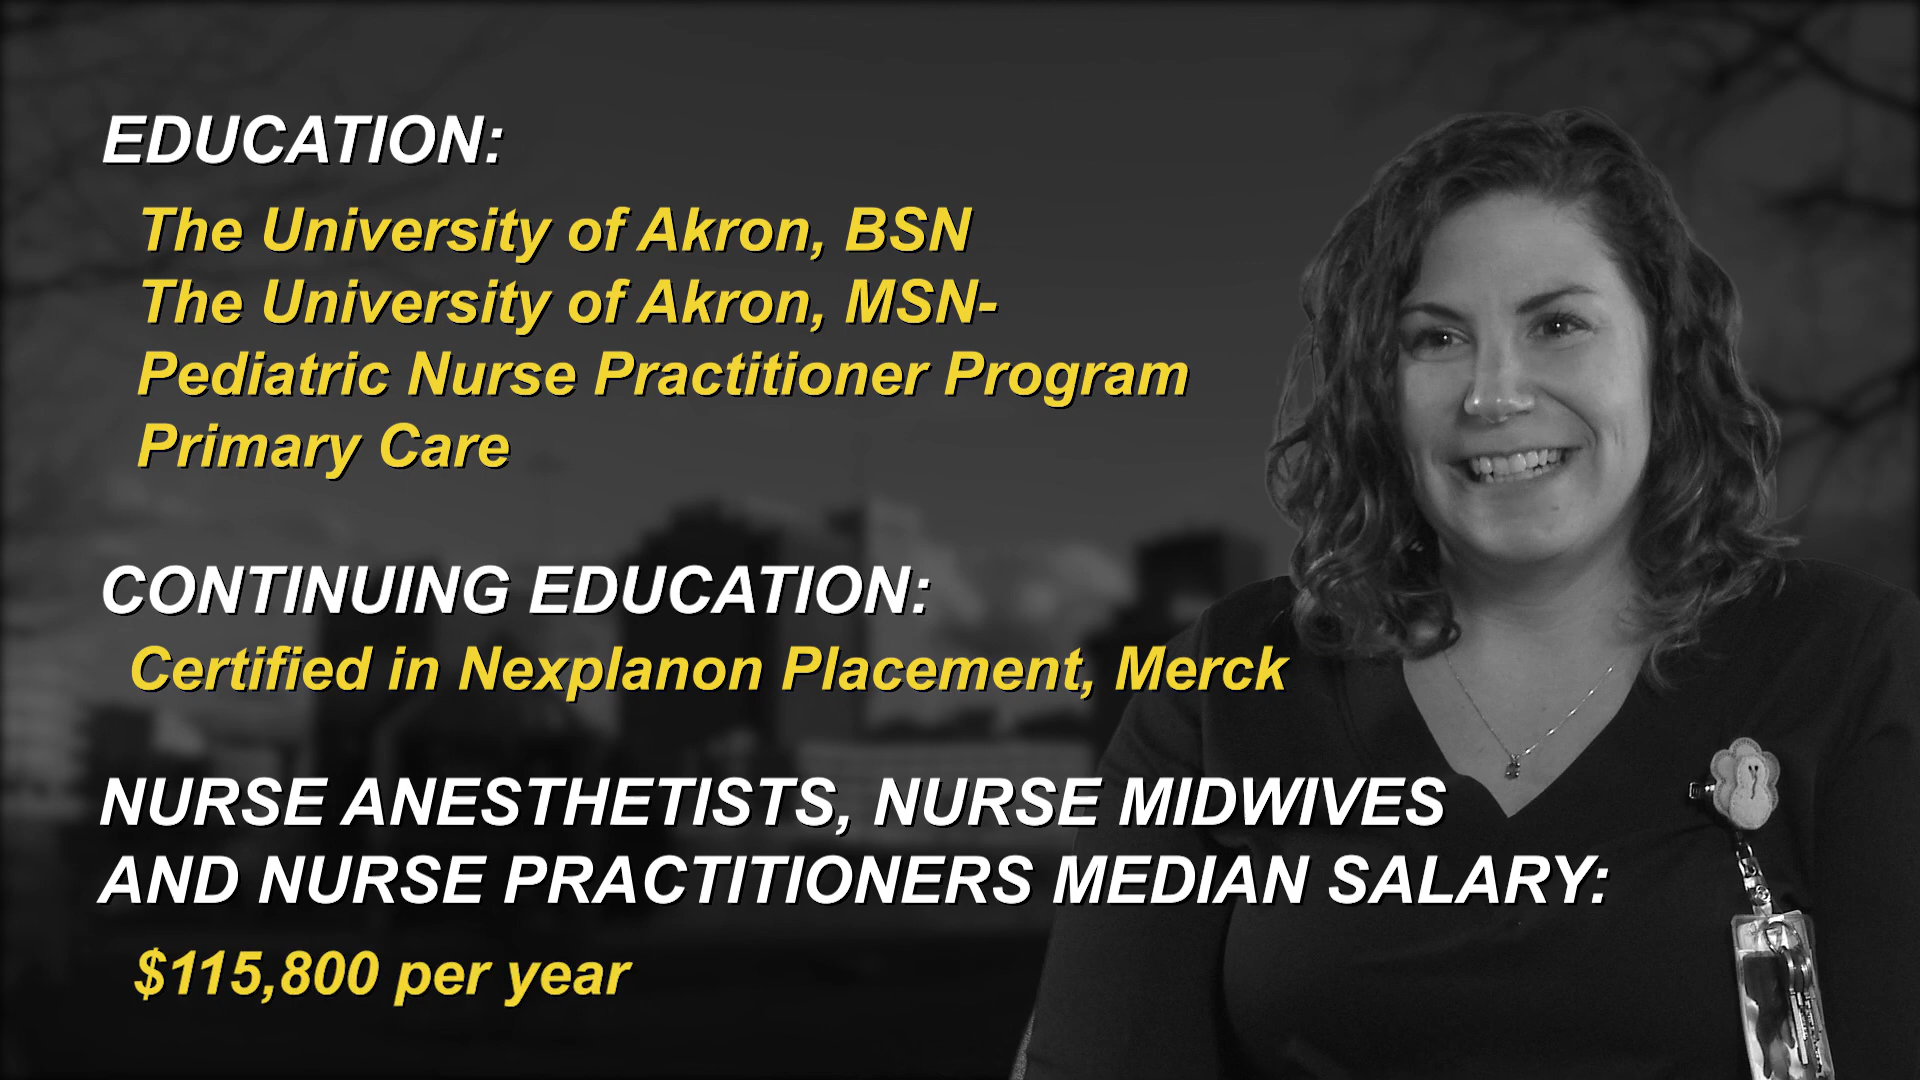 EDUCATION:
The University of Akron, BSN
The University of Akron, MSN-
Pediatric Nurse Practitioner Program
Primary Care
CONTINUING EDUCATION:
Certified in Nexplanon Placement, Merck
NURSE ANESTHETISTS, NURSE MIDWIVES
AND NURSE PRACTITIONERS MEDIAN SALARY:
$115,800 per year